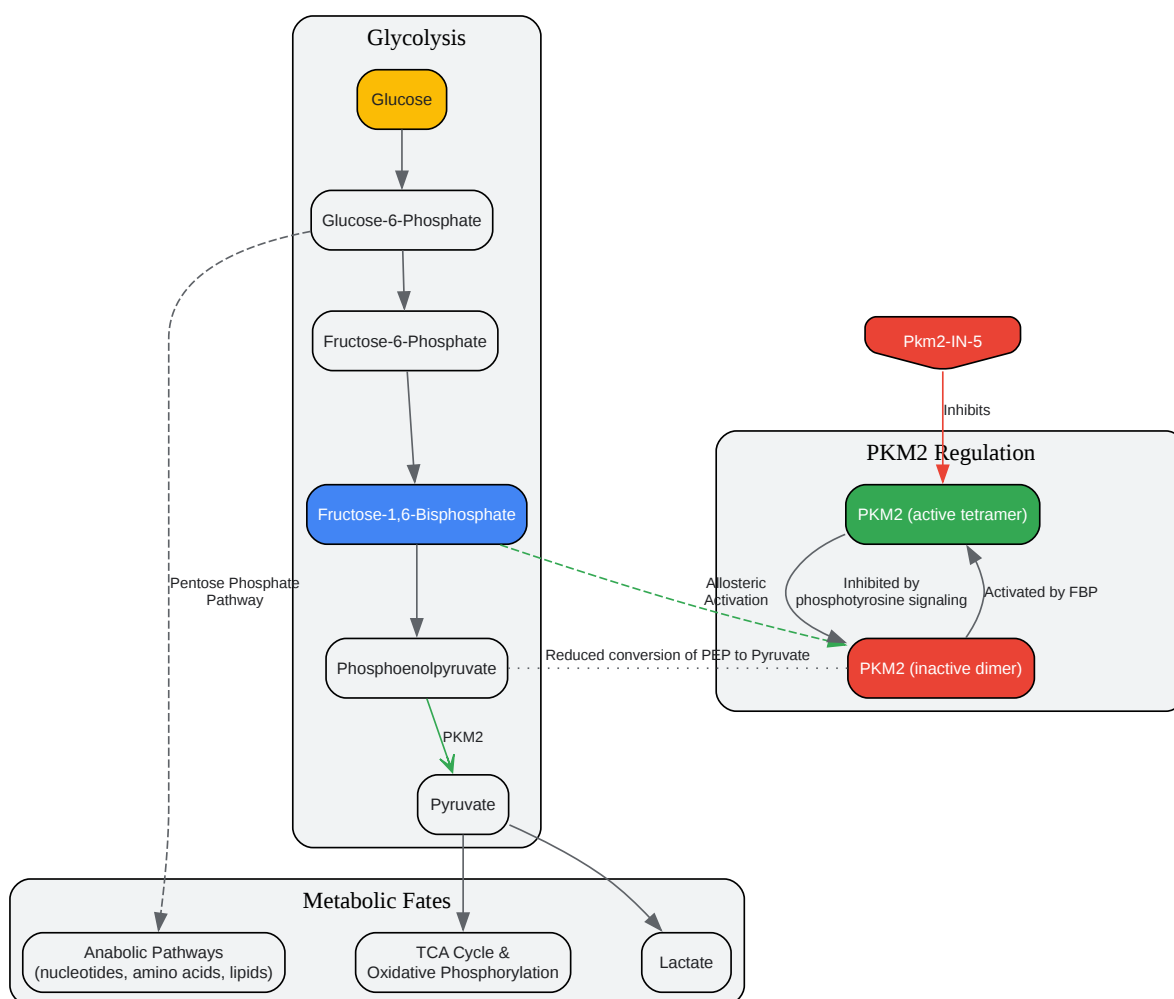 Glycolysis
Glucose
Glucose-6-Phosphate
Fructose-6-Phosphate
Pkm2-IN-5
Inhibits
PKM2 Regulation
Fructose-1,6-Bisphosphate
PKM2 (active tetramer)
Pentose Phosphate
Pathway
Allosteric
Activation
Inhibited by
phosphotyrosine signaling
Activated by FBP
Phosphoenolpyruvate
Reduced conversion of PEP to Pyruvate
PKM2 (inactive dimer)
PKM2
Pyruvate
Metabolic Fates
Anabolic Pathways
(nucleotides, amino acids, lipids)
TCA Cycle &
Oxidative Phosphorylation
Lactate